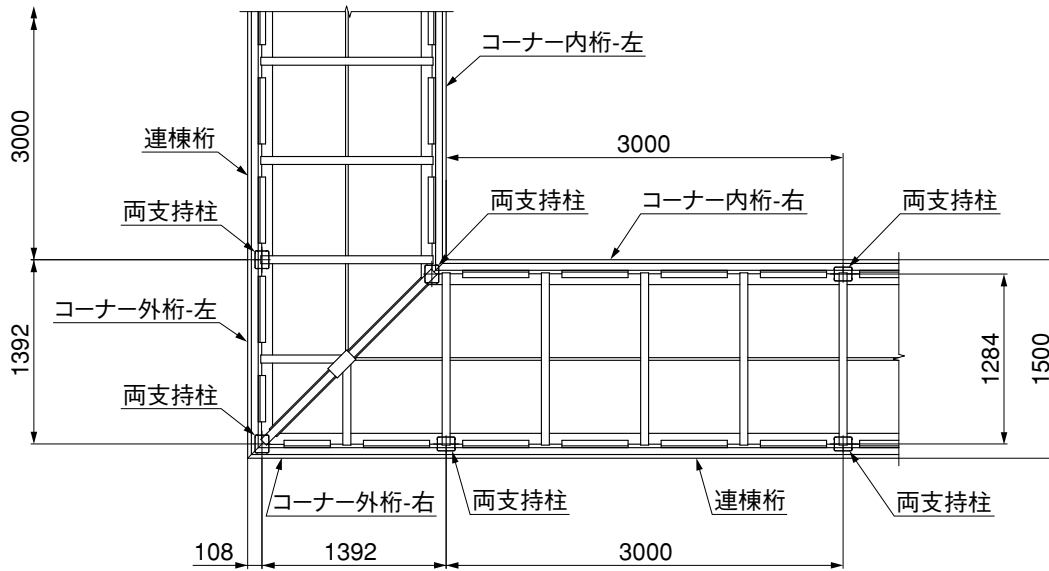 コーナー内桁-左
3000
連棟桁
3000
両支持柱
両支持柱
コーナー内桁-右
両支持柱
コーナー外桁-左
1392
1284
1500
両支持柱
コーナー外桁-右
両支持柱
連棟桁
両支持柱
108
1392
3000